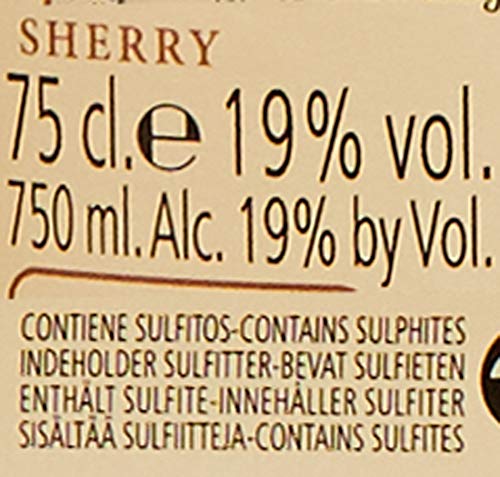 SHERRY
75 cl.℮ 19% vol.
750 ml. Alc. 19% by Vol.
CONTIENE SULFITOS-CONTAINS SULPHITES
INDEHOLDER SULFITTER-BEVAT SULFIETEN
ENTHÄLT SULFITE-INNEHÅLLER SULFITER
SISÄLTÄÄ SULFIITTEJA-CONTAINS SULFITES